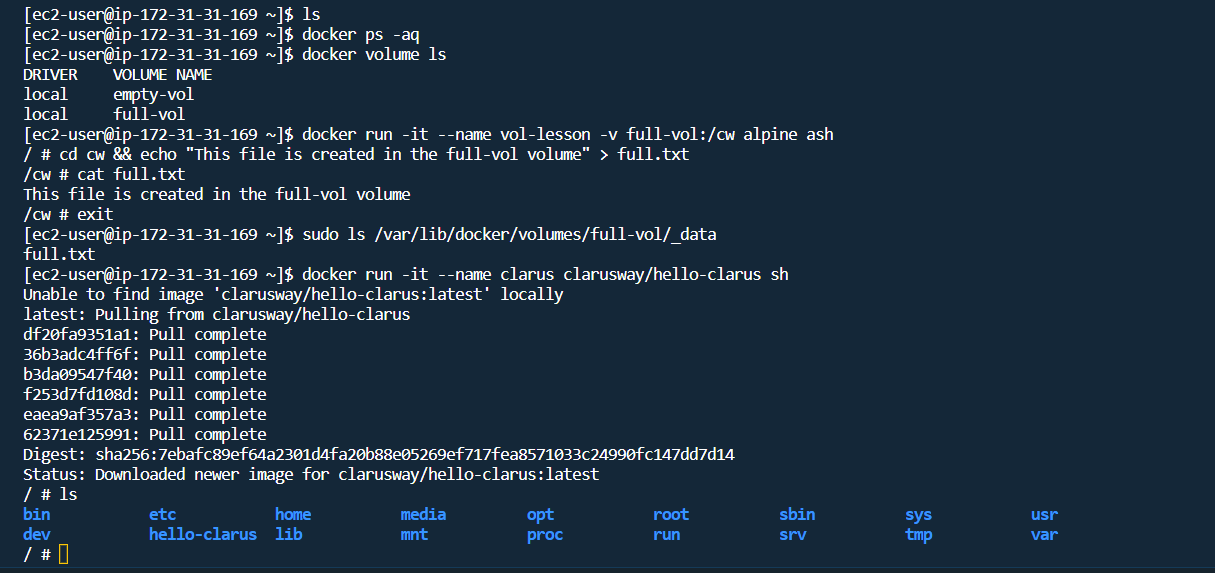 [ec2-user@ip-172-31-31-169 ~]$ ls
[ec2-user@ip-172-31-31-169 ~]$ docker ps -aq
[ec2-user@ip-172-31-31-169 ~]$ docker volume ls
DRIVER    VOLUME NAME
local     empty-vol
local     full-vol
[ec2-user@ip-172-31-31-169 ~]$ docker run -it --name vol-lesson -v full-vol:/cw alpine ash
/ # cd cw && echo "This file is created in the full-vol volume" > full.txt
/cw # cat full.txt
This file is created in the full-vol volume
/cw # exit
[ec2-user@ip-172-31-31-169 ~]$ sudo ls /var/lib/docker/volumes/full-vol/_data
full.txt
[ec2-user@ip-172-31-31-169 ~]$ docker run -it --name clarus clarusway/hello-clarus sh
Unable to find image 'clarusway/hello-clarus:latest' locally
latest: Pulling from clarusway/hello-clarus
df20fa9351a1: Pull complete
36b3adc4ff6f: Pull complete
b3da09547f40: Pull complete
f253d7fd108d: Pull complete
eaea9af357a3: Pull complete
62371e125991: Pull complete
Digest: sha256:7ebafc89ef64a2301d4fa20b88e05269ef717fea8571033c24990fc147dd7d14
Status: Downloaded newer image for clarusway/hello-clarus:latest
/ # ls
bin           etc           home          media         opt           root          sbin          sys           usr
dev           hello-clarus  lib           mnt           proc          run           srv           tmp           var
/ #